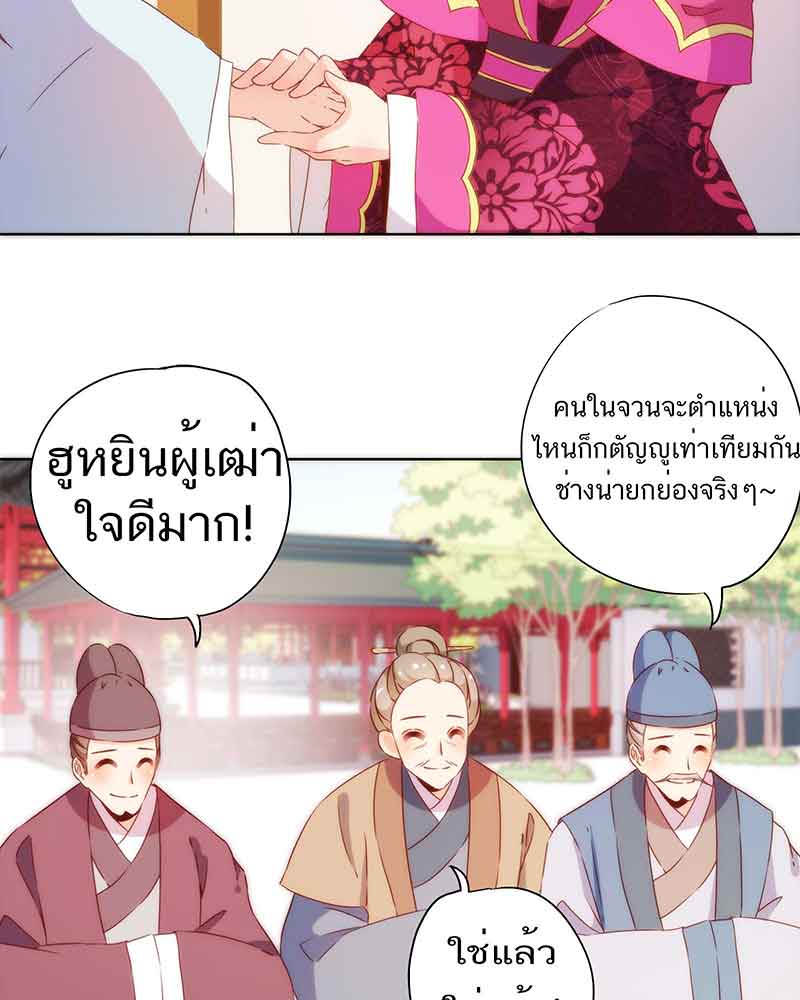 ฮูหยินผู้เฒ่า
ใจดีมาก!
คนในจวนจะตำแหน่ง
ไหนก็กตัญญูเท่าเทียมกัน
ช่างน่ายกย่องจริงๆ~
ใช่แล้ว